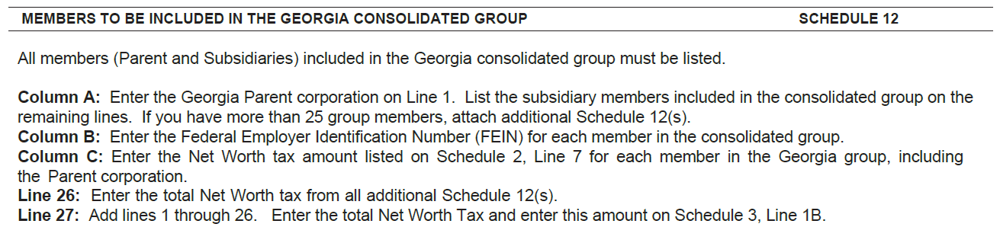 MEMBERS TO BE INCLUDED IN THE GEORGIA CONSOLIDATED GROUP SCHEDULE 12
All members (Parent and Subsidiaries) included in the Georgia consolidated group must be listed.
Column A: Enter the Georgia Parent corporation on Line 1. List the subsidiary members included in the consolidated group on the
remaining lines. If you have more than 25 group members, attach additional Schedule 12(s).
Column B: Enter the Federal Employer Identification Number (FEIN) for each member in the consolidated group.
Column C: Enter the Net Worth tax amount listed on Schedule 2, Line 7 for each member in the Georgia group, including
the Parent corporation.
Line 26: Enter the total Net Worth tax from all additional Schedule 12(s).
Line 27: Add lines 1 through 26. Enter the total Net Worth Tax and enter this amount on Schedule 3, Line 1B.